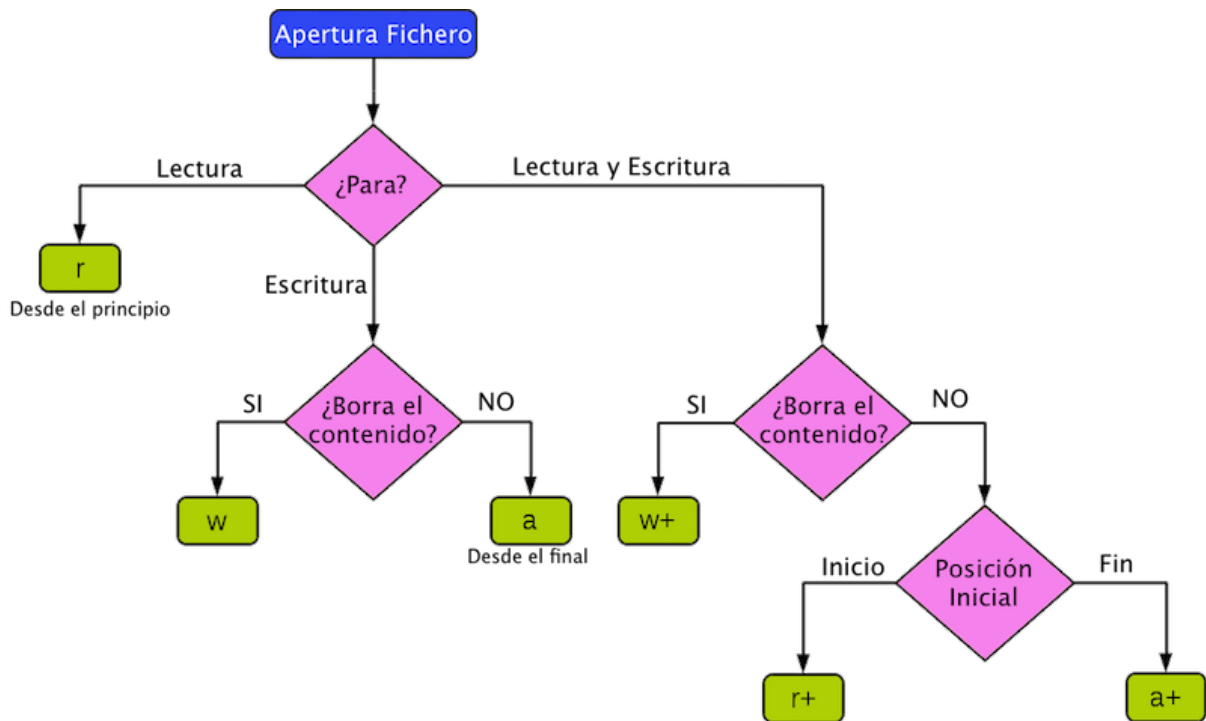 Apertura Fichero
Lectura
¿Para?
Lectura y Escritura
r
Desde el principio
Escritura
SI
¿Borra el
contenido?
NO
w
a
Desde el final
SI
¿Borra el
contenido?
NO
w+
Inicio
Posición
Inicial
Fin
r+
a+